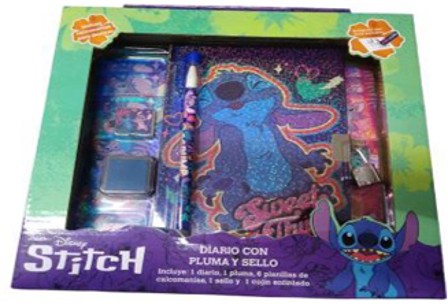 Sweet
Disney
Stitch
DIARIO CON
PLUMA Y SELLO
Incluye: 1 diario, 1 pluma, 6 planillas de
calcomanías, 1 sello y 1 cojín entintado